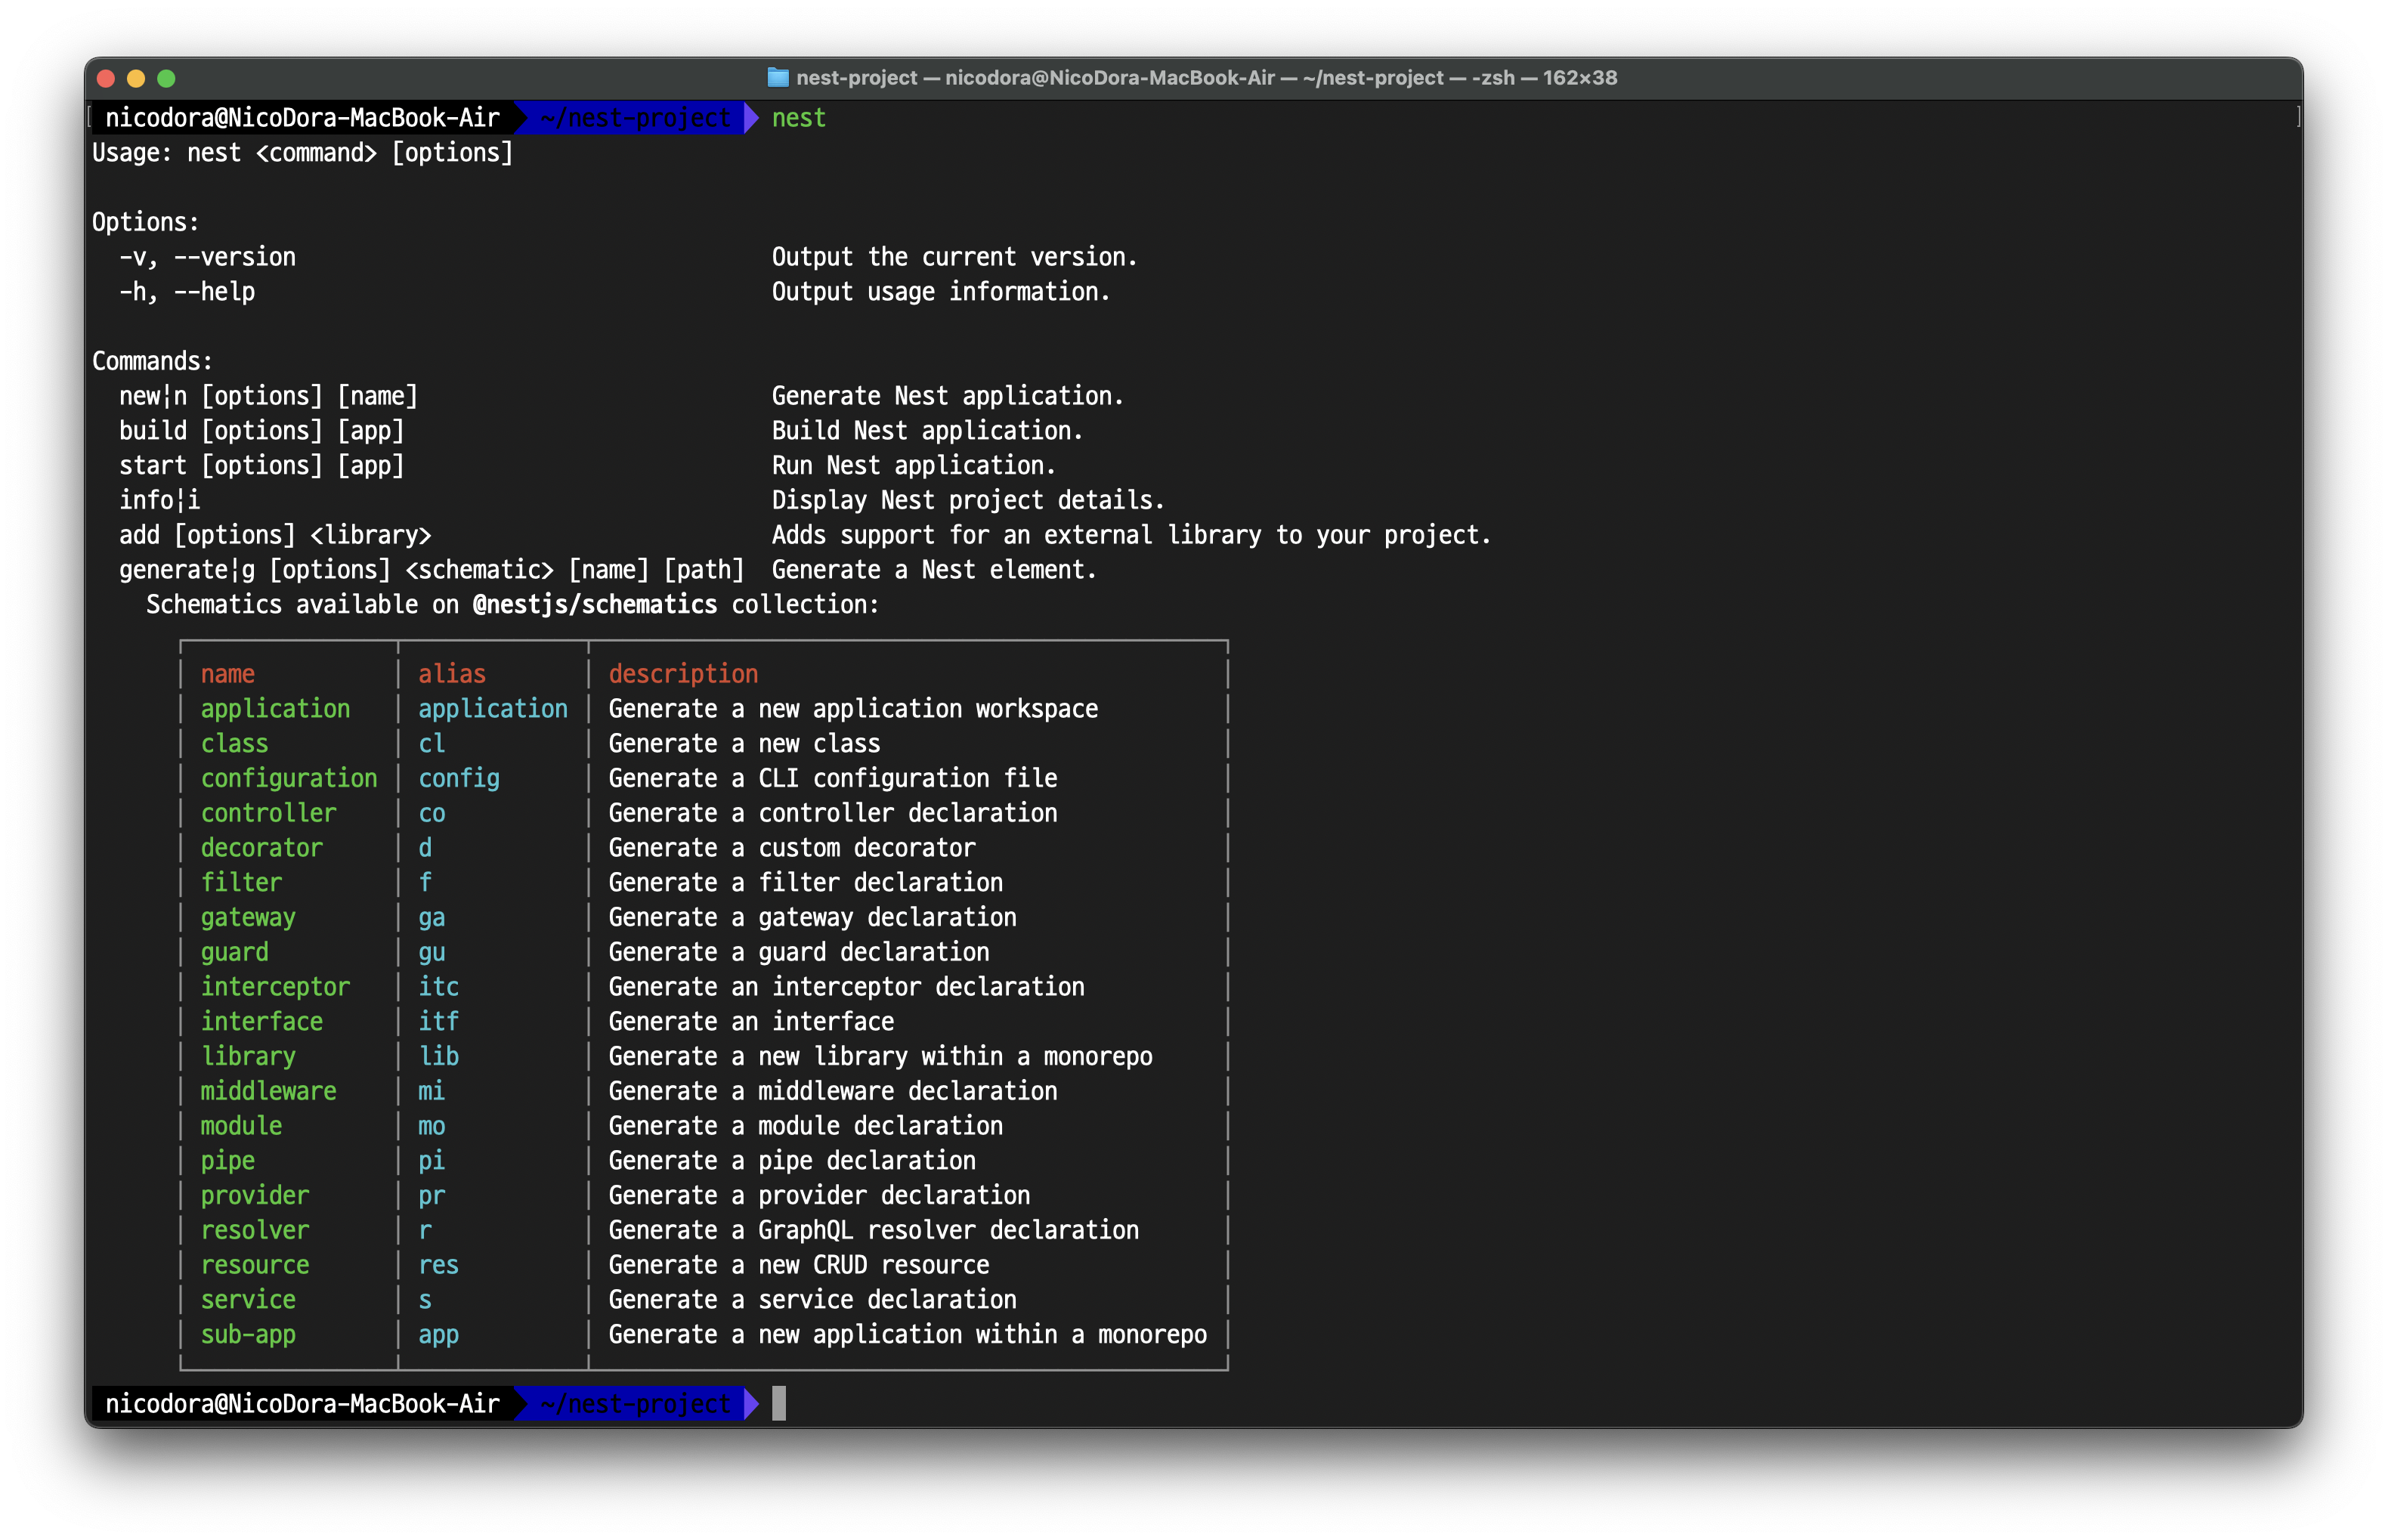 nest-project — nicodora@NicoDora-MacBook-Air — ~/nest-project — -zsh — 162×38
nicodora@NicoDora-MacBook-Air ~/nest-project nest
Usage: nest <command> [options]
Options:
-v, --version Output the current version.
-h, --help Output usage information.
Commands:
new¦n [options] [name] Generate Nest application.
build [options] [app] Build Nest application.
start [options] [app] Run Nest application.
info¦i Display Nest project details.
add [options] <library> Adds support for an external library to your project.
generate¦g [options] <schematic> [name] [path] Generate a Nest element.
Schematics available on @nestjs/schematics collection:
name alias description
application application Generate a new application workspace
class cl Generate a new class
configuration config Generate a CLI configuration file
controller co Generate a controller declaration
decorator d Generate a custom decorator
filter f Generate a filter declaration
gateway ga Generate a gateway declaration
guard gu Generate a guard declaration
interceptor itc Generate an interceptor declaration
interface itf Generate an interface
library lib Generate a new library within a monorepo
middleware mi Generate a middleware declaration
module mo Generate a module declaration
pipe pi Generate a pipe declaration
provider pr Generate a provider declaration
resolver r Generate a GraphQL resolver declaration
resource res Generate a new CRUD resource
service s Generate a service declaration
sub-app app Generate a new application within a monorepo
nicodora@NicoDora-MacBook-Air ~/nest-project